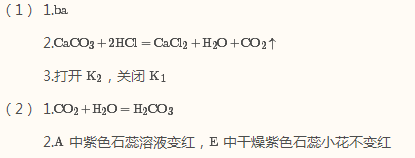 （1）1.ba
2.CaCO₃+2HCl=CaCl₂+H₂O+CO₂↑
3.打开 K₂，关闭 K₁
（2）1.CO₂+H₂O=H₂CO₃
2.A 中紫色石蕊溶液变红，E 中干燥紫色石蕊小花不变红